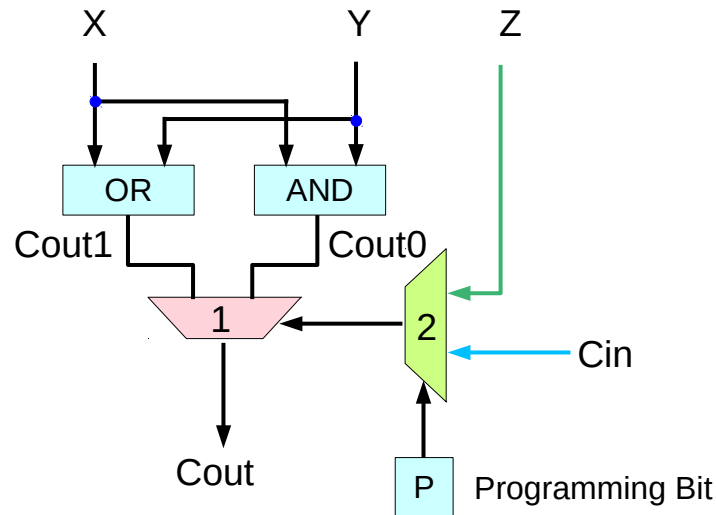 X Y Z
OR AND
Cout1 Cout0
1 2
Cin
Cout
P Programming Bit